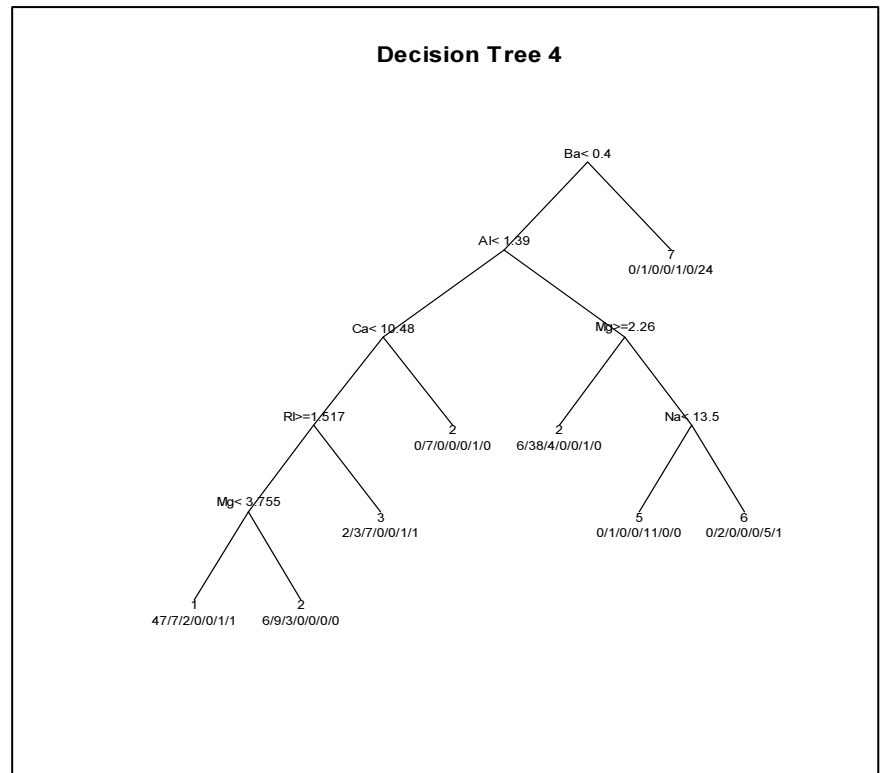 Decision Tree 4
Ba< 0.4
Al< 1.39
7
0/1/0/0/1/0/24
Ca< 10.48
Mg>=2.26
RI>=1.517
2
0/7/0/0/0/1/0
2
6/38/4/0/0/1/0
Na< 13.5
Mg< 3.755
3
2/3/7/0/0/1/1
5
0/1/0/0/11/0/0
6
0/2/0/0/0/5/1
1
47/7/2/0/0/1/1
2
6/9/3/0/0/0/0